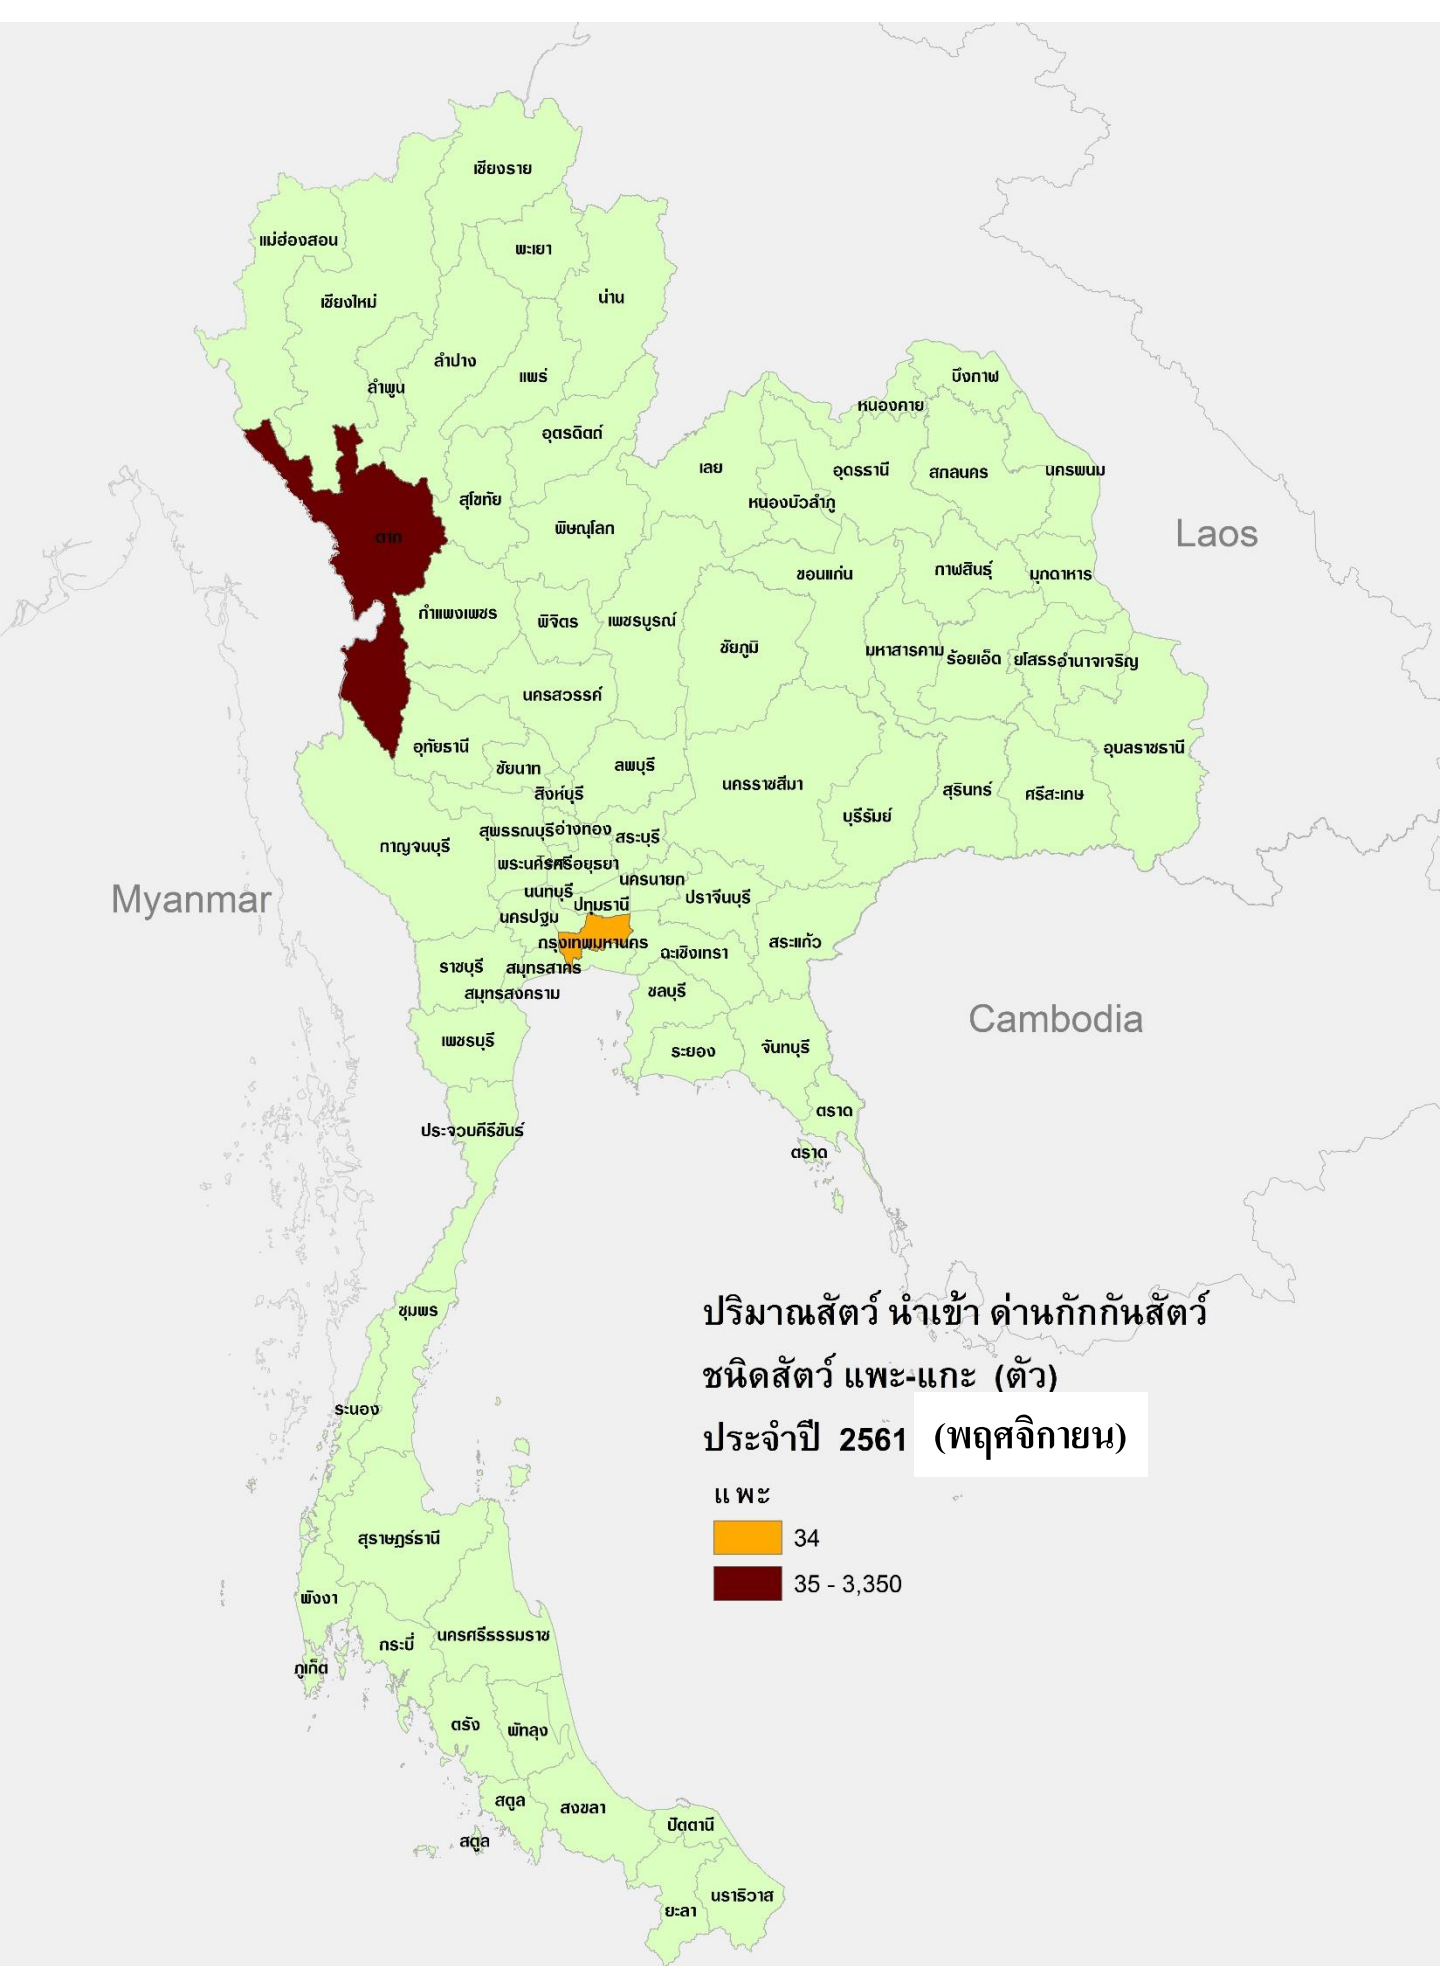 เชียงราย
แม่ฮ่องสอน
พะเยา
เชียงใหม่
น่าน
ลำปาง
แพร่
ลำพูน
บึงกาฬ
หนองคาย
อุตรดิตถ์
เลย
อุดรธานี
สกลนคร
นครพนม
สุโขทัย
หนองบัวลำภู
พิษณุโลก
ตาก
Laos
ขอนแก่น
กาฬสินธุ์
มุกดาหาร
กำแพงเพชร
พิจิตร
เพชรบูรณ์
ชัยภูมิ
มหาสารคาม
ร้อยเอ็ด
ยโสธร
อำนาจเจริญ
นครสวรรค์
อุทัยธานี
อุบลราชธานี
ชัยนาท
ลพบุรี
นครราชสีมา
สุรินทร์
ศรีสะเกษ
สิงห์บุรี
บุรีรัมย์
สุพรรณบุรี
อ่างทอง
สระบุรี
กาญจนบุรี
พระนครศรีอยุธยา
นครนายก
Myanmar
นนทบุรี
ปทุมธานี
ปราจีนบุรี
นครปฐม
กรุงเทพมหานคร
ฉะเชิงเทรา
สระแก้ว
ราชบุรี
สมุทรสาคร
สมุทรสงคราม
ชลบุรี
Cambodia
เพชรบุรี
ระยอง
จันทบุรี
ตราด
ประจวบคีรีขันธ์
ตราด
ชุมพร
ปริมาณสัตว์ นำเข้า ด่านกักกันสัตว์
ชนิดสัตว์ แพะ-แกะ (ตัว)
ประจำปี 2561 (พฤศจิกายน)
แพะ
34
35 - 3,350
ระนอง
สุราษฎร์ธานี
พังงา
นครศรีธรรมราช
กระบี่
ภูเก็ต
ตรัง
พัทลุง
สตูล
สงขลา
ปัตตานี
สตูล
นราธิวาส
ยะลา